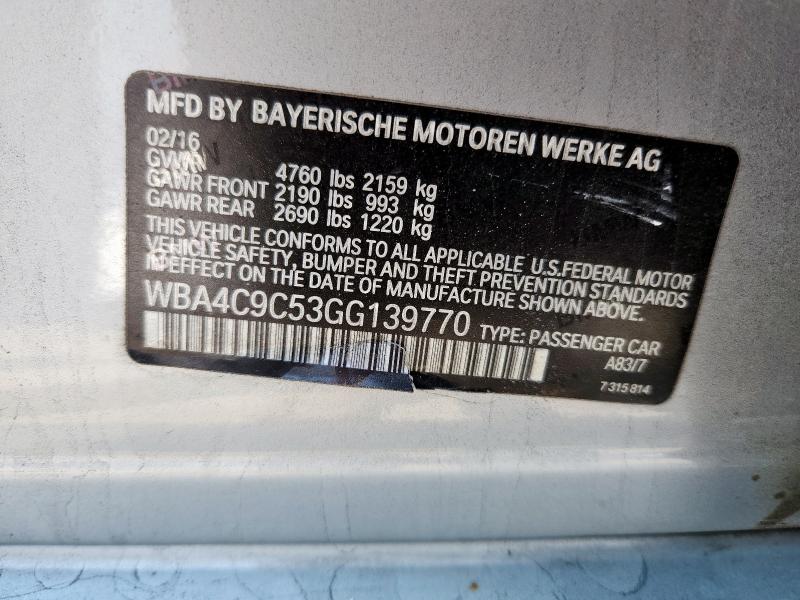 MFD BY BAYERISCHE MOTOREN WERKE AG
02/16
GVWR 4760 lbs 2159 kg
GAWR FRONT 2190 lbs 993 kg
GAWR REAR 2690 lbs 1220 kg
THIS VEHICLE CONFORMS TO ALL APPLICABLE U.S.FEDERAL MOTOR
VEHICLE SAFETY, BUMPER AND THEFT PREVENTION STANDARDS
IN EFFECT ON THE DATE OF MANUFACTURE SHOWN ABOVE.
WBA4C9C53GG139770 TYPE: PASSENGER CAR
A83/7
7 315 814